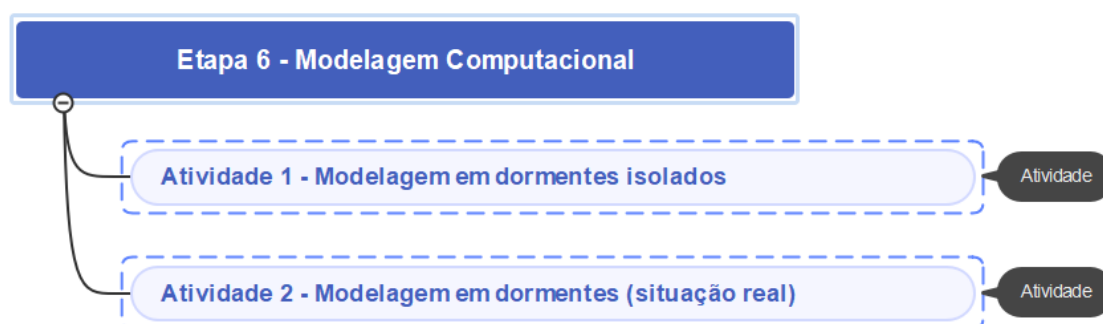 Etapa 6 - Modelagem Computacional
Atividade 1 - Modelagem em dormentes isolados
Atividade
Atividade 2 - Modelagem em dormentes (situação real)
Atividade